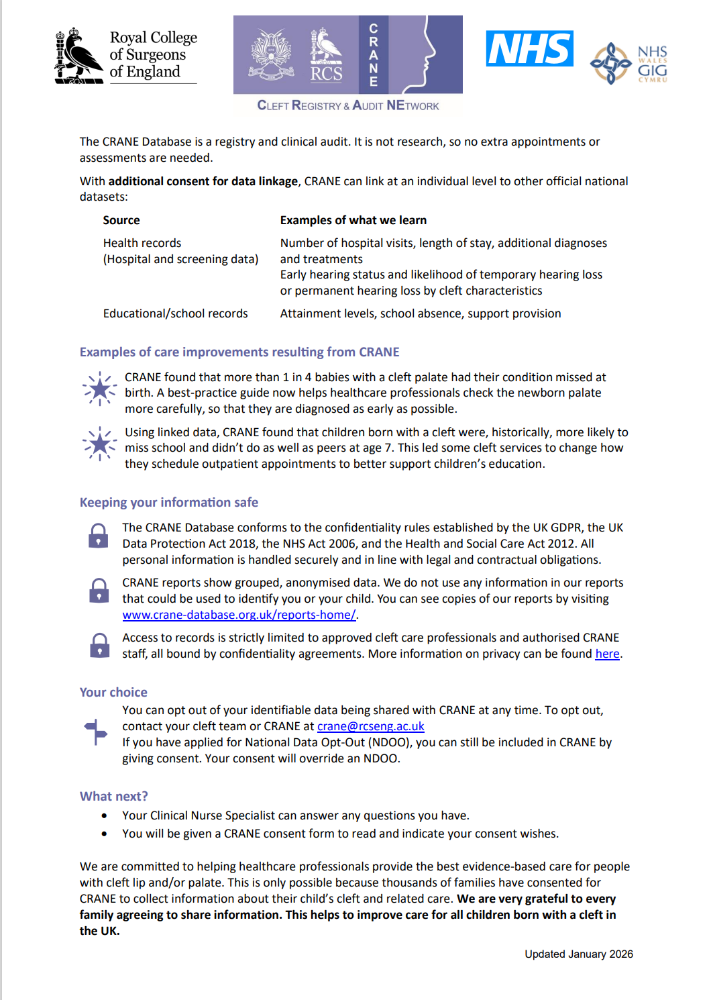 Royal College
of Surgeons
of England
RCS
CRANE
CLEFT REGISTRY & AUDIT NETWORK
NHS
NHS
WALES
GIG
CYMRU
The CRANE Database is a registry and clinical audit. It is not research, so no extra appointments or
assessments are needed.
With additional consent for data linkage, CRANE can link at an individual level to other official national
datasets:
Source Examples of what we learn
Health records Number of hospital visits, length of stay, additional diagnoses
(Hospital and screening data) and treatments
Early hearing status and likelihood of temporary hearing loss
or permanent hearing loss by cleft characteristics
Educational/school records Attainment levels, school absence, support provision
Examples of care improvements resulting from CRANE
CRANE found that more than 1 in 4 babies with a cleft palate had their condition missed at
birth. A best-practice guide now helps healthcare professionals check the newborn palate
more carefully, so that they are diagnosed as early as possible.
Using linked data, CRANE found that children born with a cleft were, historically, more likely to
miss school and didn't do as well as peers at age 7. This led some cleft services to change how
they schedule outpatient appointments to better support children's education.
Keeping your information safe
The CRANE Database conforms to the confidentiality rules established by the UK GDPR, the UK
Data Protection Act 2018, the NHS Act 2006, and the Health and Social Care Act 2012. All
personal information is handled securely and in line with legal and contractual obligations.
CRANE reports show grouped, anonymised data. We do not use any information in our reports
that could be used to identify you or your child. You can see copies of our reports by visiting
www.crane-database.org.uk/reports-home/.
Access to records is strictly limited to approved cleft care professionals and authorised CRANE
staff, all bound by confidentiality agreements. More information on privacy can be found here.
Your choice
You can opt out of your identifiable data being shared with CRANE at any time. To opt out,
contact your cleft team or CRANE at crane@rcseng.ac.uk
If you have applied for National Data Opt-Out (NDOO), you can still be included in CRANE by
giving consent. Your consent will override an NDOO.
What next?
• Your Clinical Nurse Specialist can answer any questions you have.
• You will be given a CRANE consent form to read and indicate your consent wishes.
We are committed to helping healthcare professionals provide the best evidence-based care for people
with cleft lip and/or palate. This is only possible because thousands of families have consented for
CRANE to collect information about their child's cleft and related care. We are very grateful to every
family agreeing to share information. This helps to improve care for all children born with a cleft in
the UK.
Updated January 2026